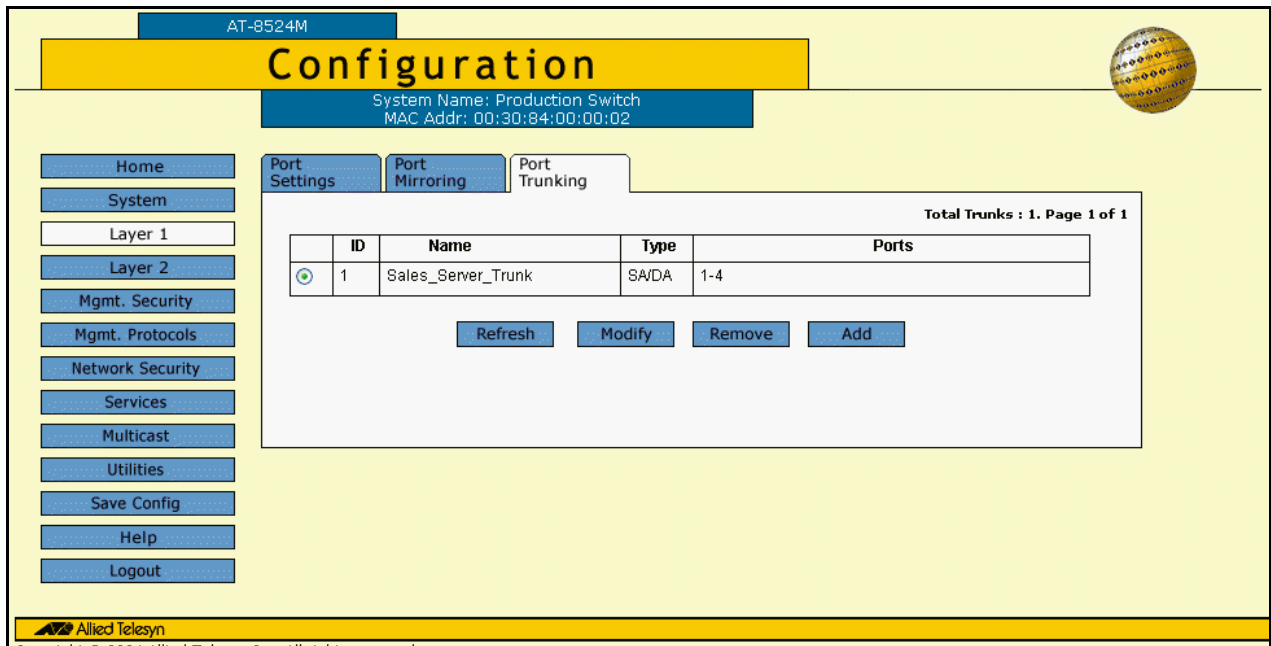 AT-8524M
Configuration
System Name: Production Switch
MAC Addr: 00:30:84:00:00:02
Home
System
Layer 1
Layer 2
Mgmt. Security
Mgmt. Protocols
Network Security
Services
Multicast
Utilities
Save Config
Help
Logout
Port Settings
Port Mirroring
Port Trunking
Total Trunks : 1. Page 1 of 1
ID Name Type Ports
1 Sales_Server_Trunk SA/DA 1-4
Refresh Modify Remove Add
Allied Telesyn